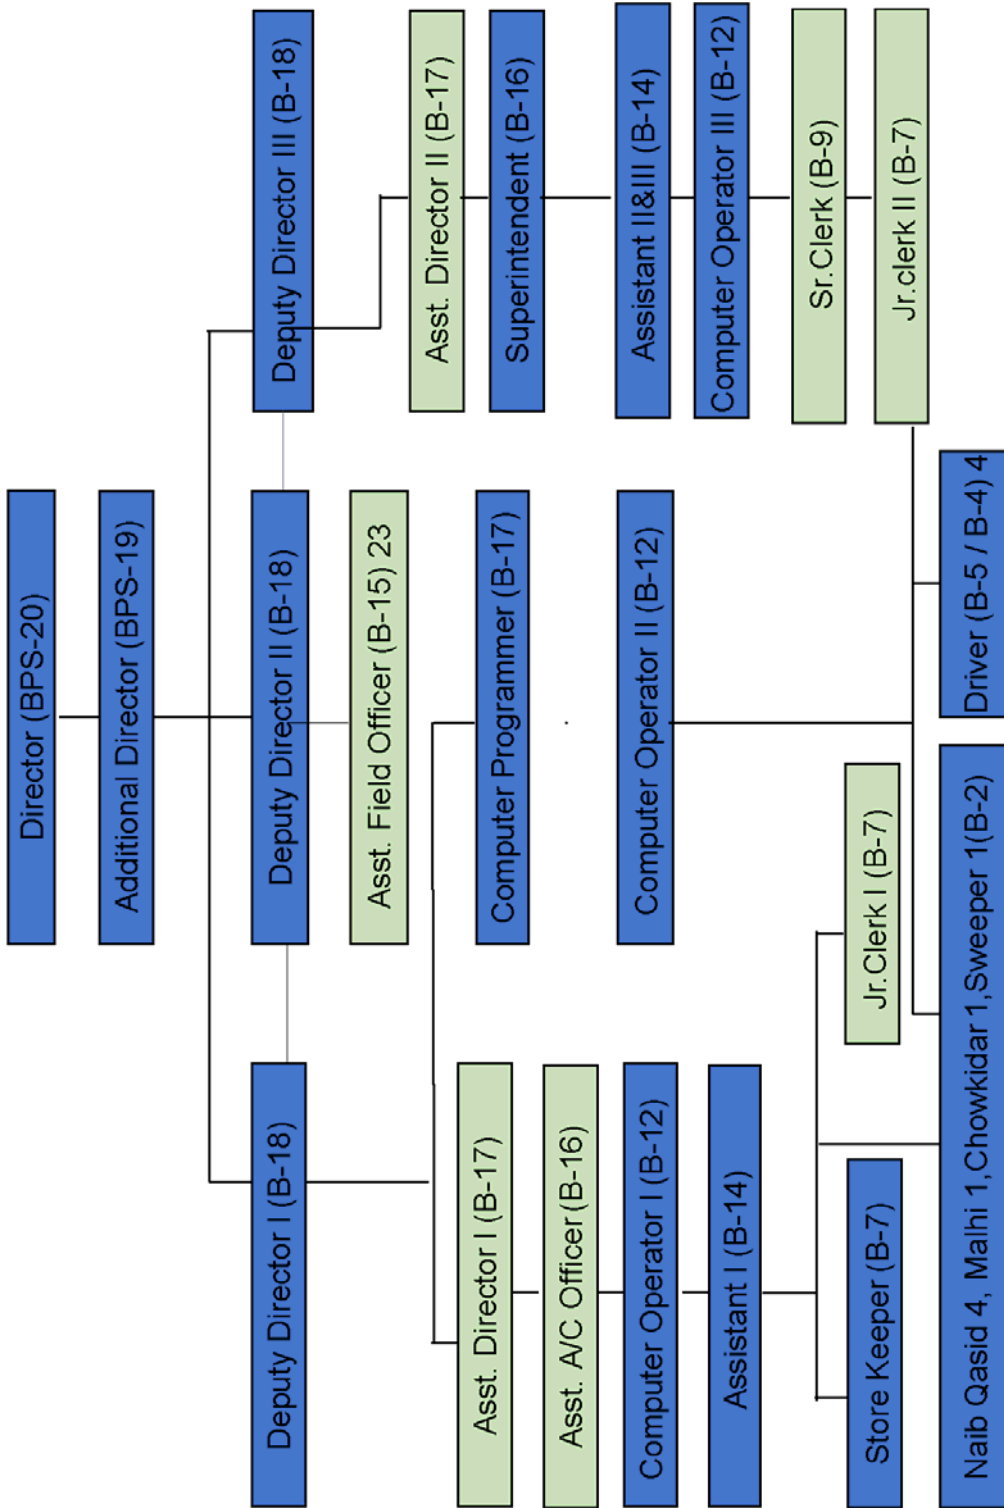 Director (BPS-20)
Additional Director (BPS-19)
Deputy Director I (B-18)
Deputy Director II (B-18)
Deputy Director III (B-18)
Asst. Field Officer (B-15) 23
Asst. Director II (B-17)
Asst. Director I (B-17)
Computer Programmer (B-17)
Superintendent (B-16)
Asst. A/C Officer (B-16)
Computer Operator I (B-12)
Computer Operator II (B-12)
Assistant II&III (B-14)
Assistant I (B-14)
Computer Operator III (B-12)
Sr.Clerk (B-9)
Store Keeper (B-7)
Jr.Clerk I (B-7)
Jr.clerk II (B-7)
Naib Qasid 4, Malhi 1,Chowkidar 1,Sweeper 1(B-2)
Driver (B-5 / B-4) 4